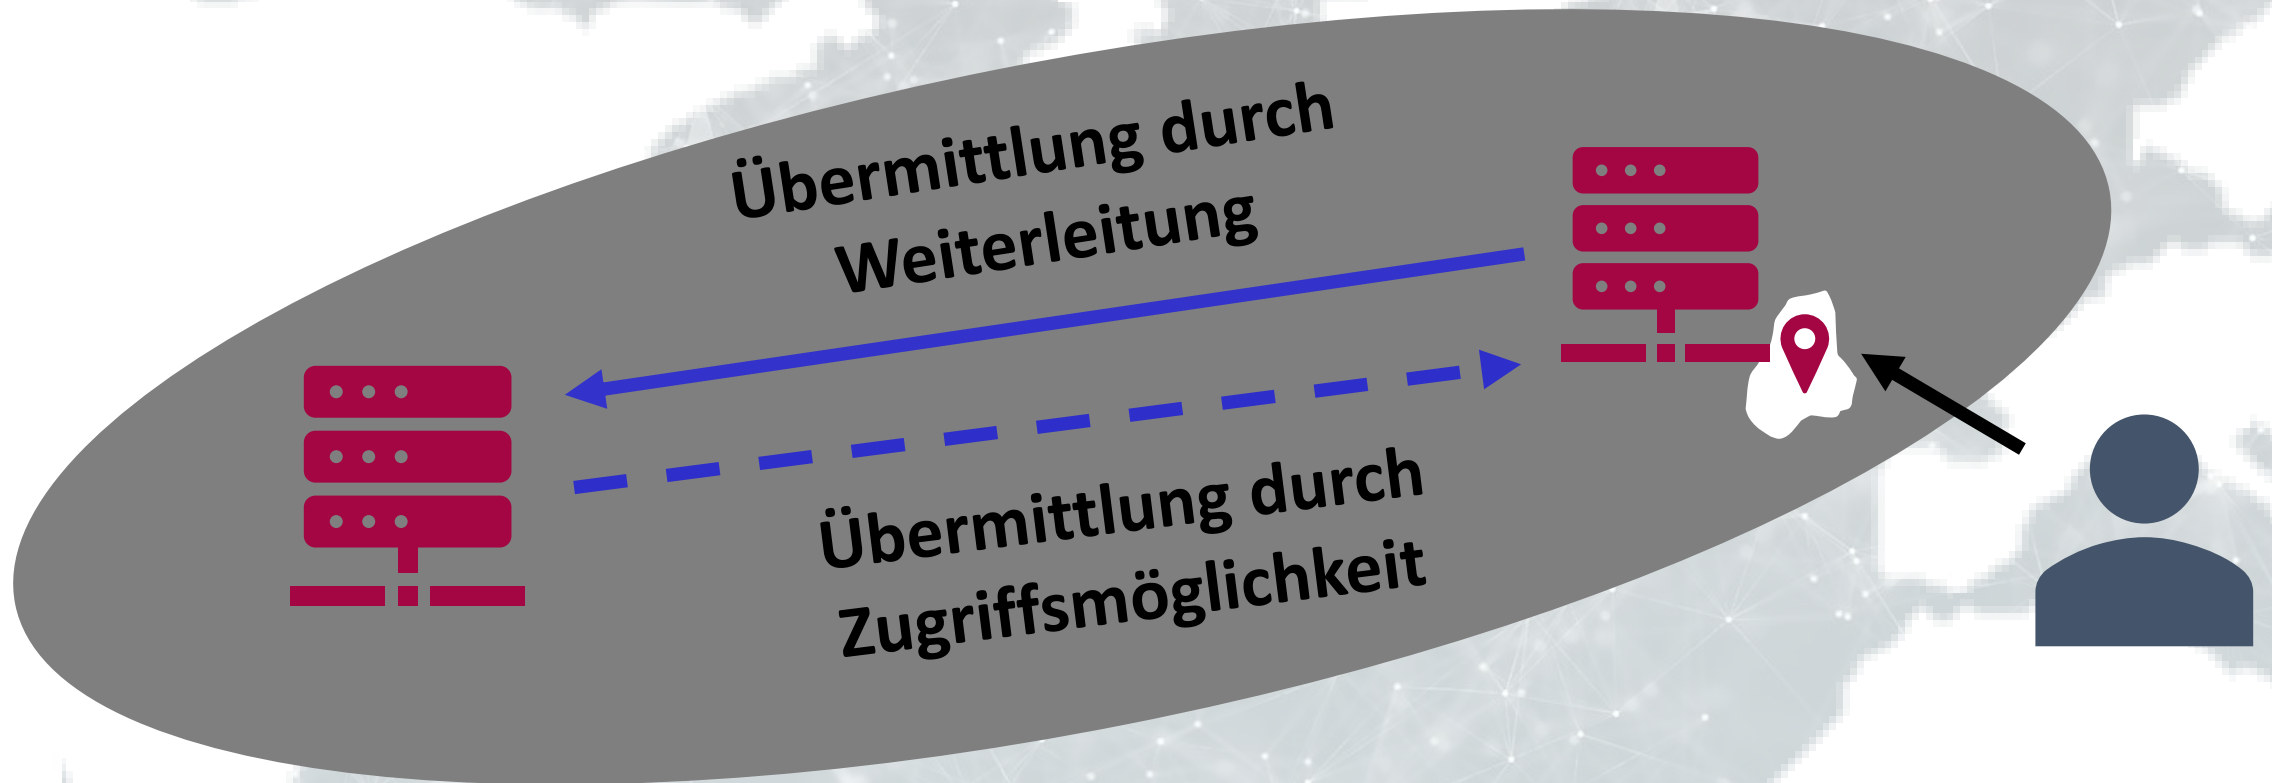 Übermittlung durch
Weiterleitung
Übermittlung durch
Zugriffsmöglichkeit